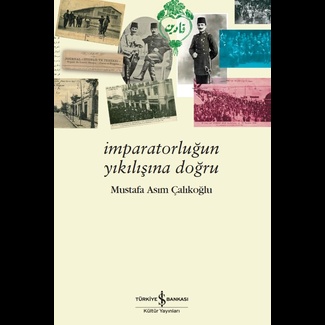 imparatorluğun
yıkılışına doğru
Mustafa Asım Çalıkoğlu
TÜRKİYE BANKASI
Kültür Yayınları